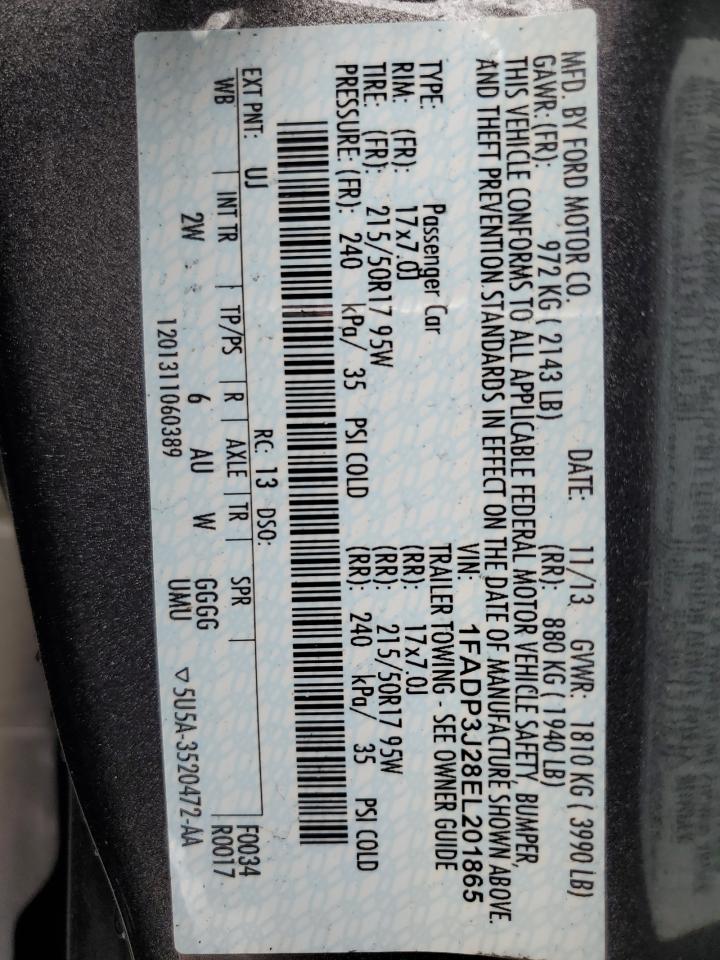 MFD. BY FORD MOTOR CO.
DATE: 11/13 GVWR: 1810 KG ( 3990 LB)
GAWR: (FR): 972 KG ( 2143 LB) (RR): 880 KG ( 1940 LB)
THIS VEHICLE CONFORMS TO ALL APPLICABLE FEDERAL MOTOR VEHICLE SAFETY, BUMPER,
AND THEFT PREVENTION STANDARDS IN EFFECT ON THE DATE OF MANUFACTURE SHOWN ABOVE.
VIN: 1FADP3J28EL201865
TYPE: Passenger Car TRAILER TOWING - SEE OWNER GUIDE
RIM: (FR): 17x7.0J (RR): 17x7.0J
TIRE: (FR): 215/50R17 95W (RR): 215/50R17 95W
PRESSURE: (FR): 240 kPa/ 35 PSI COLD (RR): 240 kPa/ 35 PSI COLD
EXT PNT: UJ RC: 13 DSO: F0034
WB INT TR TP/PS R AXLE TR SPR R0017
2W 6 AU W GGGG
UMU
1201311060389 ▽5U5A-3520472-AA